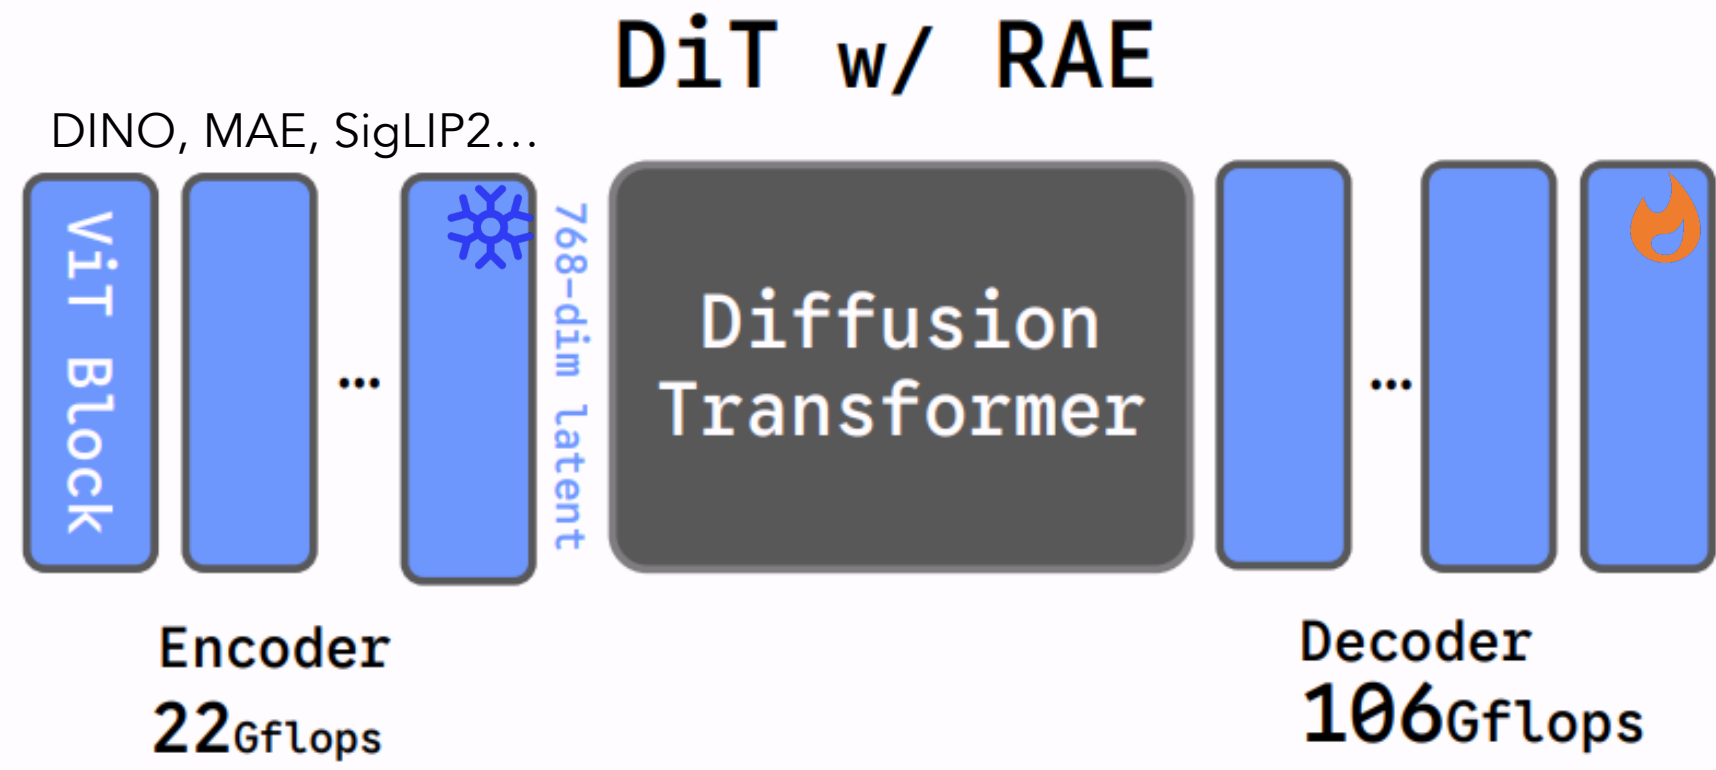 DiT w/ RAE
DINO, MAE, SigLIP2...
ViT Block
...
768-dim latent
Diffusion
Transformer
...
Encoder
22Gflops
Decoder
106Gflops